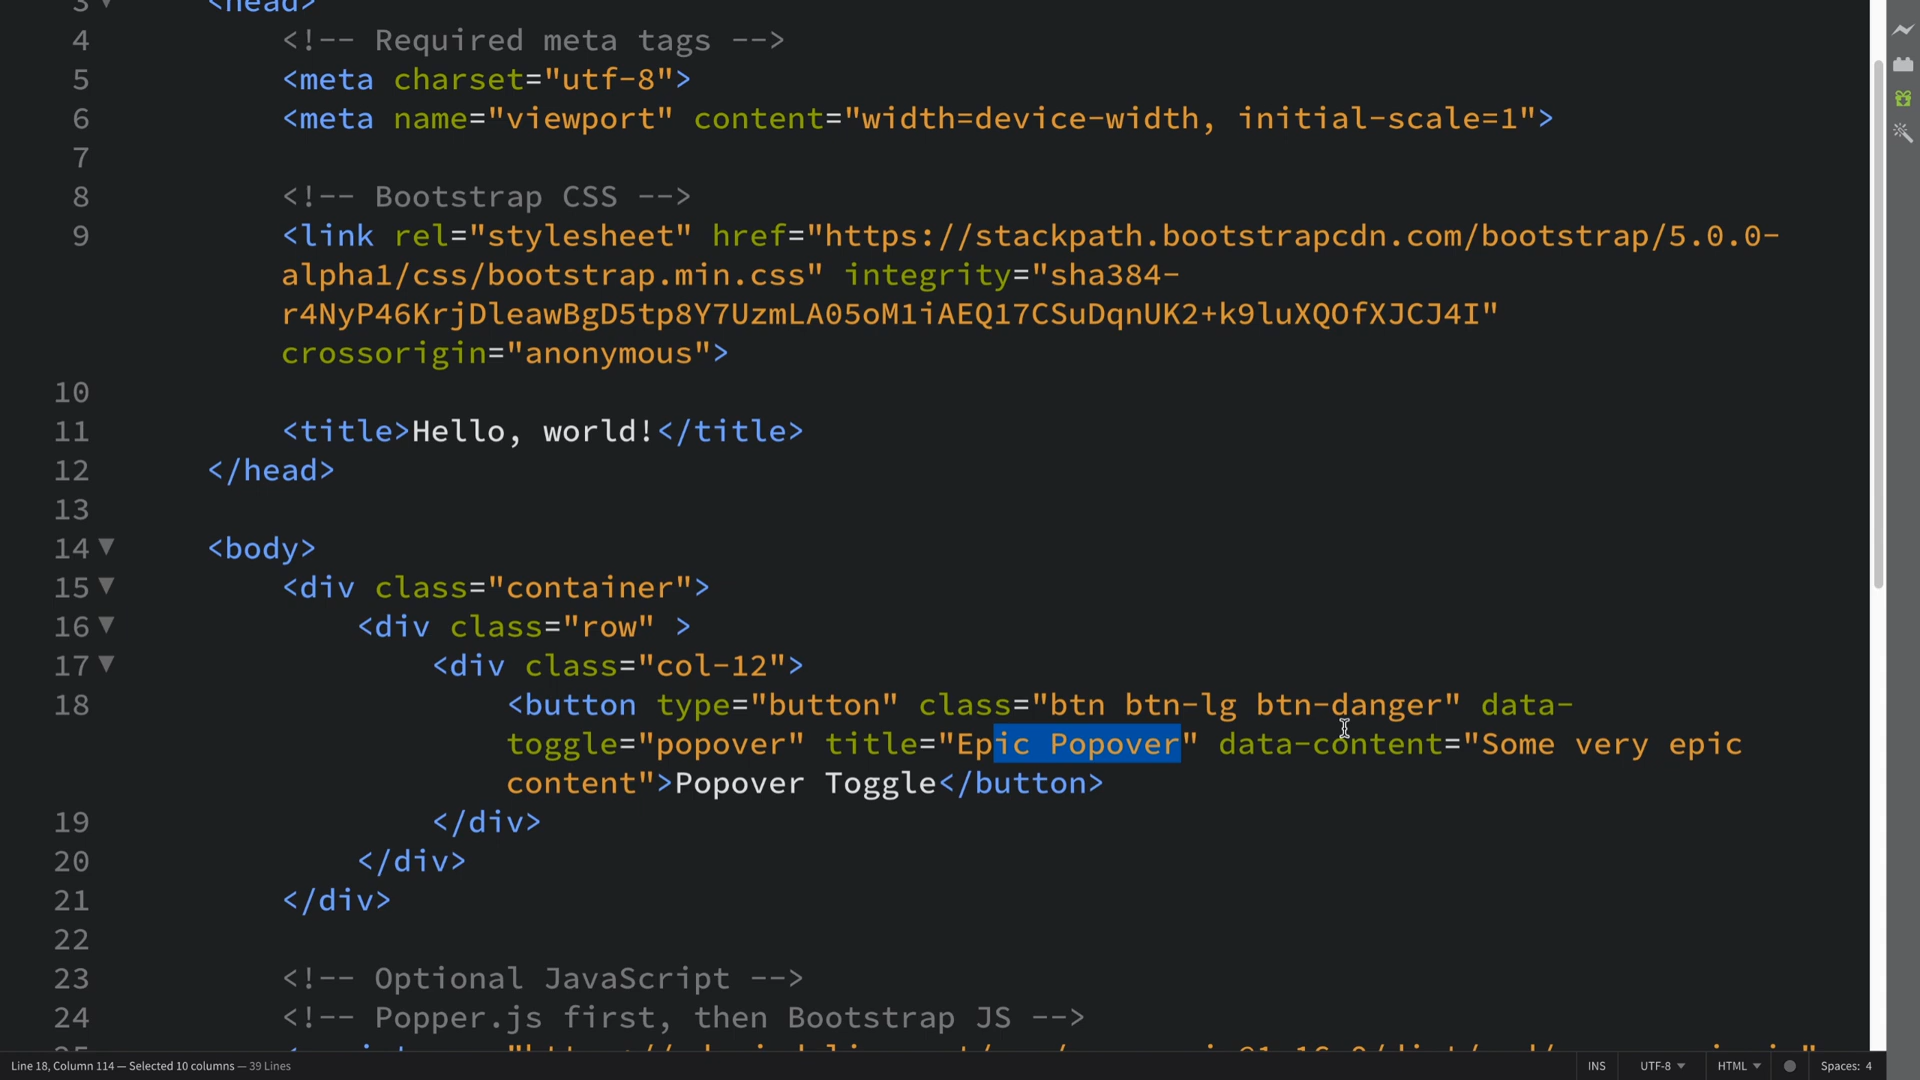 3 <head>
4 <!-- Required meta tags -->
5 <meta charset="utf-8">
6 <meta name="viewport" content="width=device-width, initial-scale=1">
7
8 <!-- Bootstrap CSS -->
9 <link rel="stylesheet" href="https://stackpath.bootstrapcdn.com/bootstrap/5.0.0-
alpha1/css/bootstrap.min.css" integrity="sha384-
r4NyP46KrjDleawBgD5tp8Y7UzmLA05oM1iAEQ17CSuDqnUK2+k9luXQOfXJCJ4I"
crossorigin="anonymous">
10
11 <title>Hello, world!</title>
12 </head>
13
14 <body>
15 <div class="container">
16 <div class="row" >
17 <div class="col-12">
18 <button type="button" class="btn btn-lg btn-danger" data-
toggle="popover" title="Epic Popover" data-content="Some very epic
content">Popover Toggle</button>
19 </div>
20 </div>
21 </div>
22
23 <!-- Optional JavaScript -->
24 <!-- Popper.js first, then Bootstrap JS -->
Line 18, Column 114 — Selected 10 columns — 39 Lines
INS UTF-8 HTML Spaces: 4